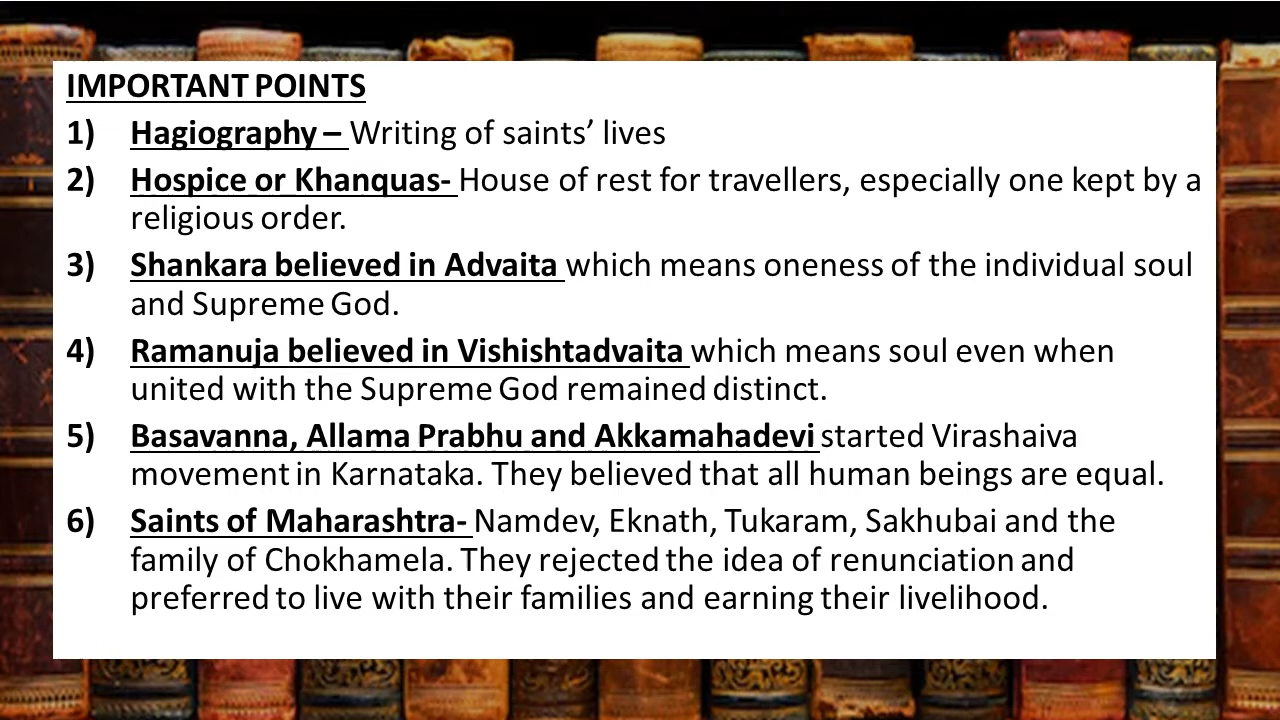 IMPORTANT POINTS
1) Hagiography – Writing of saints’ lives
2) Hospice or Khanquas- House of rest for travellers, especially one kept by a
religious order.
3) Shankara believed in Advaita which means oneness of the individual soul
and Supreme God.
4) Ramanuja believed in Vishishtadvaita which means soul even when
united with the Supreme God remained distinct.
5) Basavanna, Allama Prabhu and Akkamahadevi started Virashaiva
movement in Karnataka. They believed that all human beings are equal.
6) Saints of Maharashtra- Namdev, Eknath, Tukaram, Sakhubai and the
family of Chokhamela. They rejected the idea of renunciation and
preferred to live with their families and earning their livelihood.